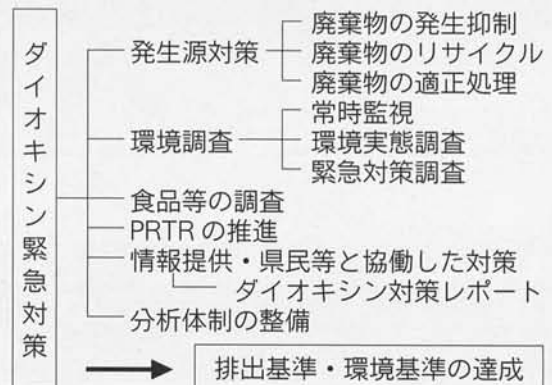 ダイオキシン緊急対策
発生源対策
廃棄物の発生抑制
廃棄物のリサイクル
廃棄物の適正処理
環境調査
常時監視
環境実態調査
緊急対策調査
食品等の調査
PRTRの推進
情報提供・県民等と協働した対策
ダイオキシン対策レポート
分析体制の整備
排出基準・環境基準の達成